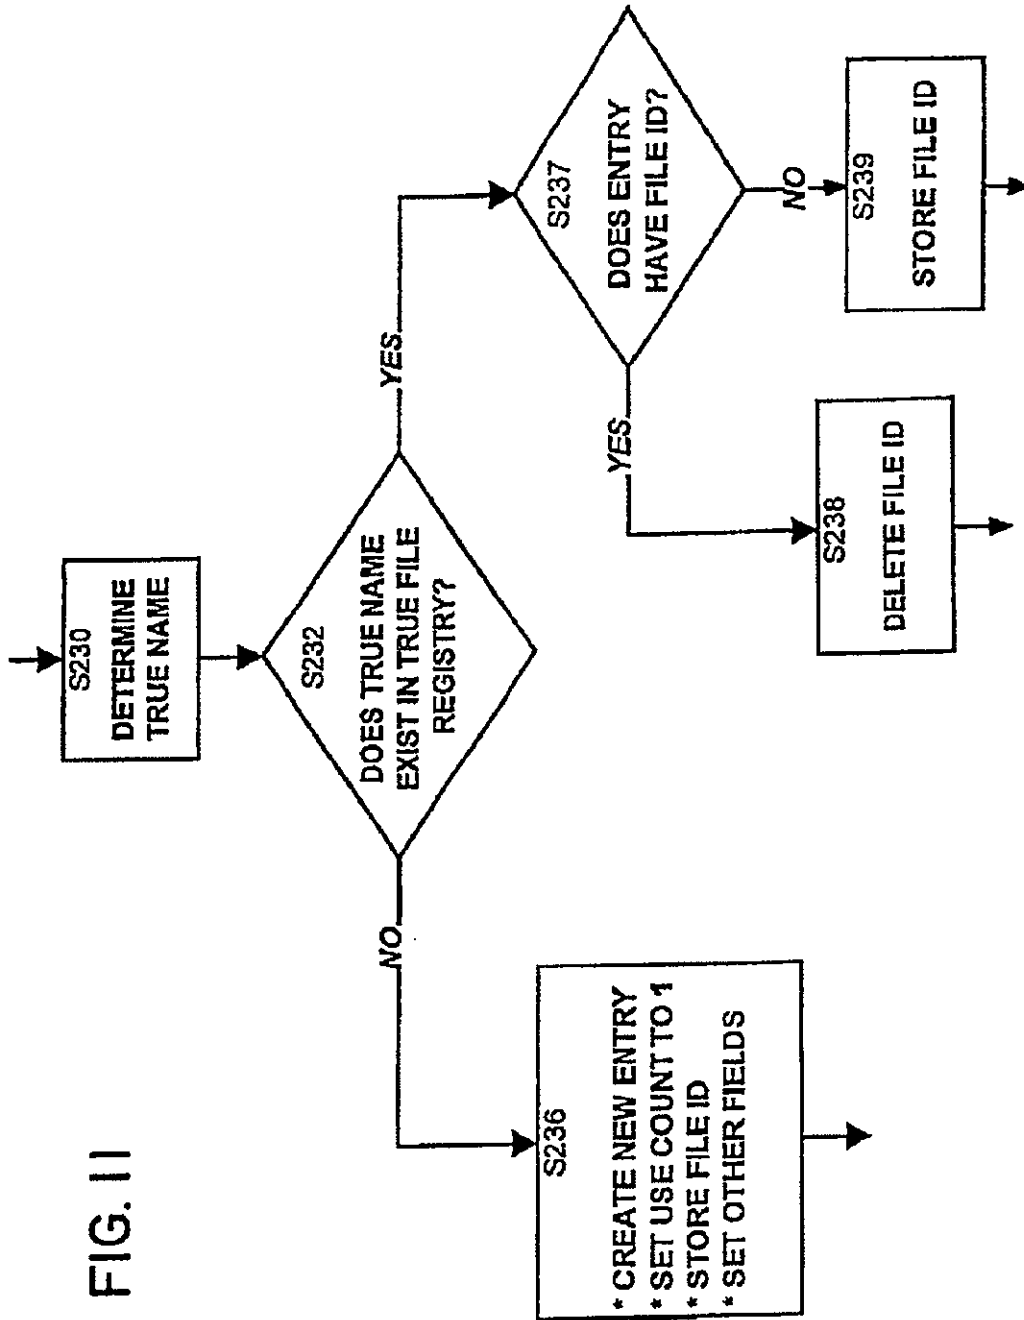 FIG. 11
S230
DETERMINE
TRUE NAME
S232
DOES TRUE NAME
EXIST IN TRUE FILE
REGISTRY?
NO
YES
S236
* CREATE NEW ENTRY
* SET USE COUNT TO 1
* STORE FILE ID
* SET OTHER FIELDS
S237
DOES ENTRY
HAVE FILE ID?
YES
NO
S238
DELETE FILE ID
S239
STORE FILE ID